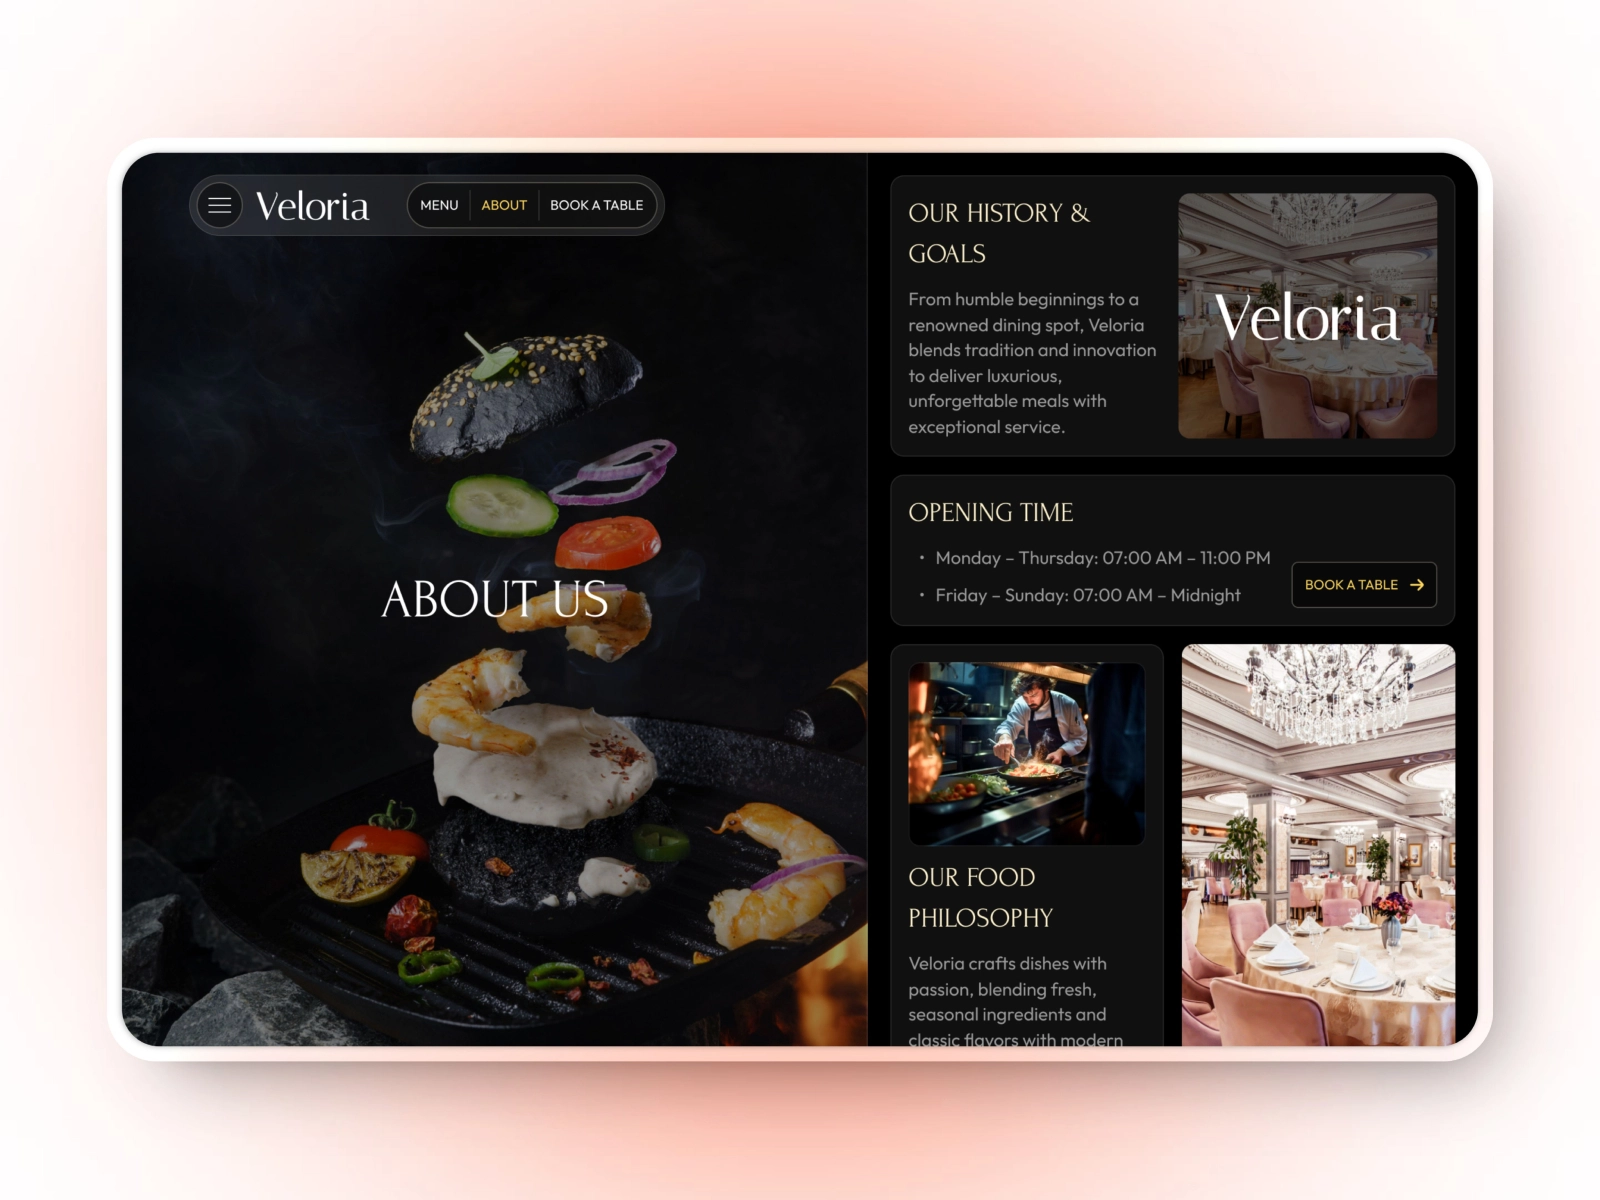 Veloria
MENU
ABOUT
BOOK A TABLE
ABOUT US
OUR HISTORY &
GOALS
From humble beginnings to a
renowned dining spot, Veloria
blends tradition and innovation
to deliver luxurious,
unforgettable meals with
exceptional service.
Veloria
OPENING TIME
• Monday – Thursday: 07:00 AM – 11:00 PM
• Friday – Sunday: 07:00 AM – Midnight
BOOK A TABLE →
OUR FOOD
PHILOSOPHY
Veloria crafts dishes with
passion, blending fresh,
seasonal ingredients and
classic flavors with modern